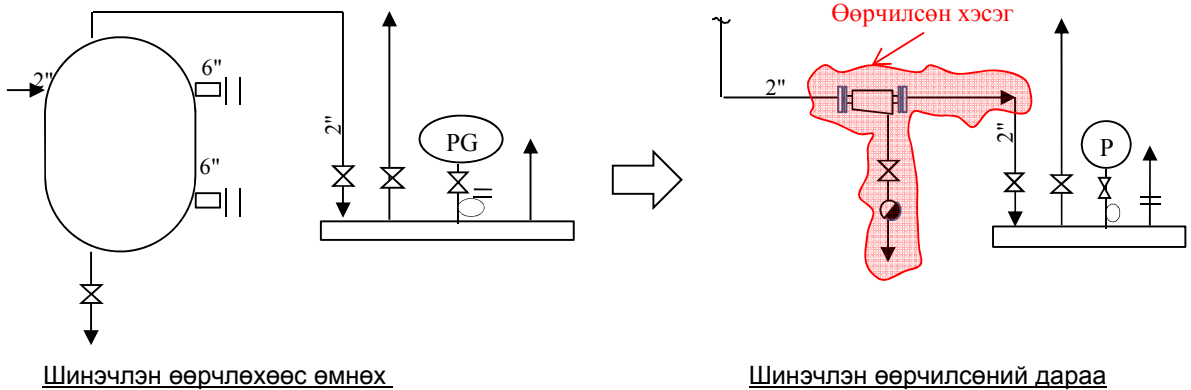 Өөрчилсөн хэсэг
2"
6"
2"
PG
6"
2"
2"
P
Шинэчлэн өөрчлөхөөс өмнөх
Шинэчлэн өөрчилсөний дараа